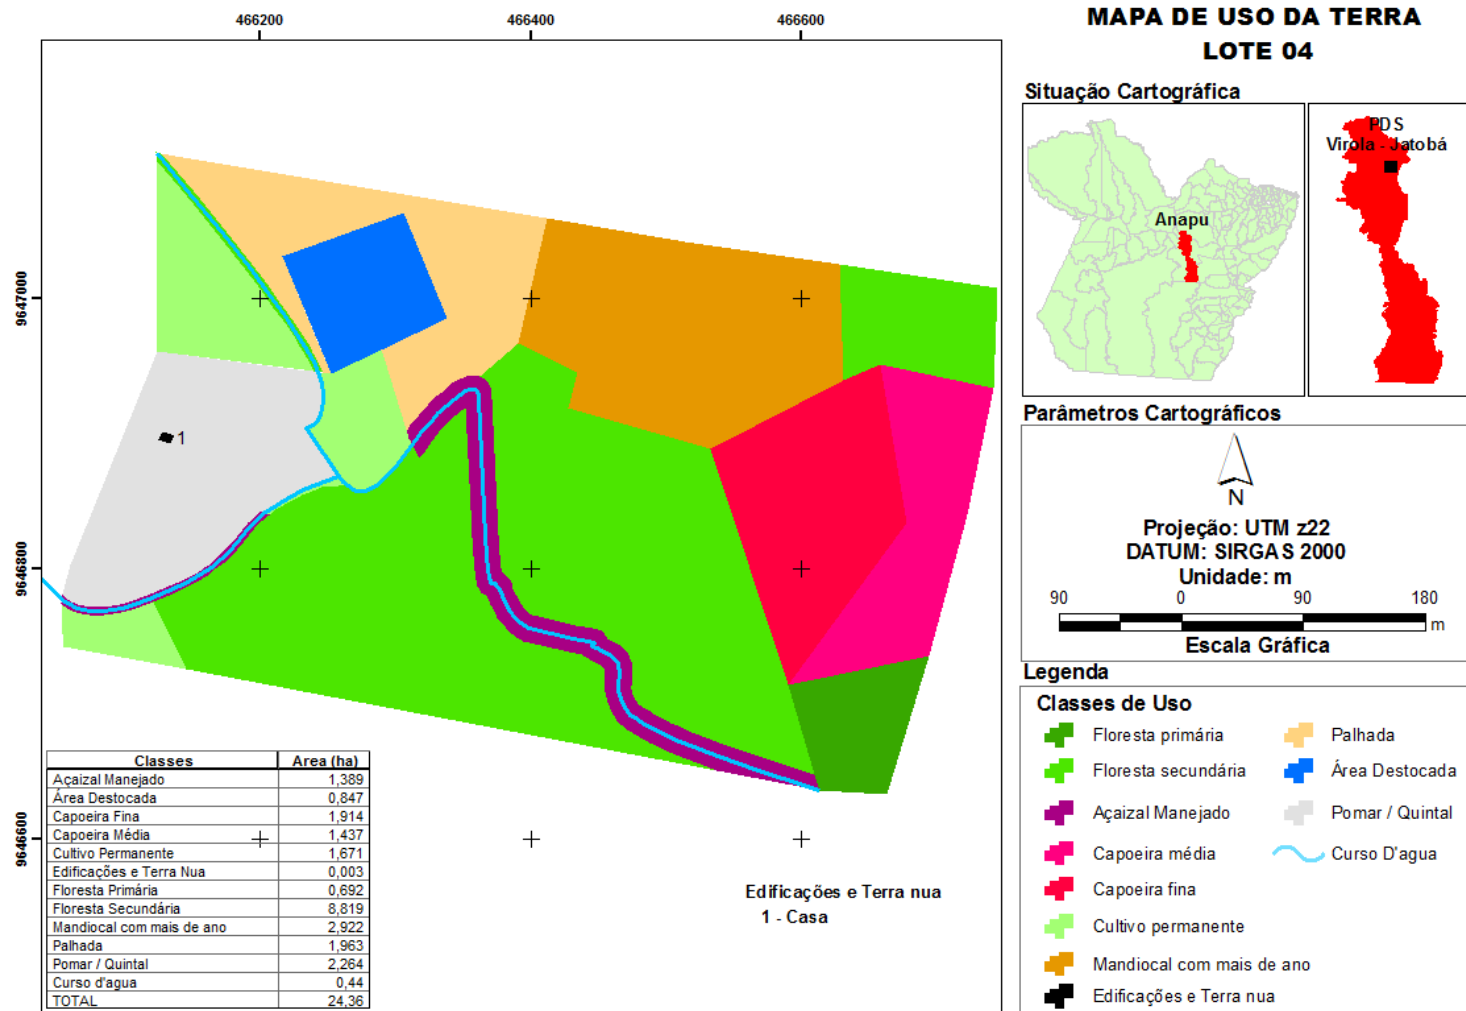 466200 466400 466600
9647000
9646800
9646600
1
Classes Area (ha)
Açaizal Manejado 1,389
Área Destocada 0,847
Capoeira Fina 1,914
Capoeira Média 1,437
Cultivo Permanente 1,671
Edificações e Terra Nua 0,003
Floresta Primária 0,692
Floresta Secundária 8,819
Mandiocal com mais de ano 2,922
Palhada 1,963
Pomar / Quintal 2,264
Curso d'agua 0,44
TOTAL 24,36
Edificações e Terra nua
1 - Casa
MAPA DE USO DA TERRA
LOTE 04
Situação Cartográfica
Anapu
PDS
Virola - Jatobá
Parâmetros Cartográficos
N
Projeção: UTM z22
DATUM: SIRGAS 2000
Unidade: m
90 0 90 180
m
Escala Gráfica
Legenda
Classes de Uso
Floresta primária
Floresta secundária
Açaizal Manejado
Capoeira média
Capoeira fina
Cultivo permanente
Mandiocal com mais de ano
Edificações e Terra nua
Palhada
Área Destocada
Pomar / Quintal
Curso D'agua